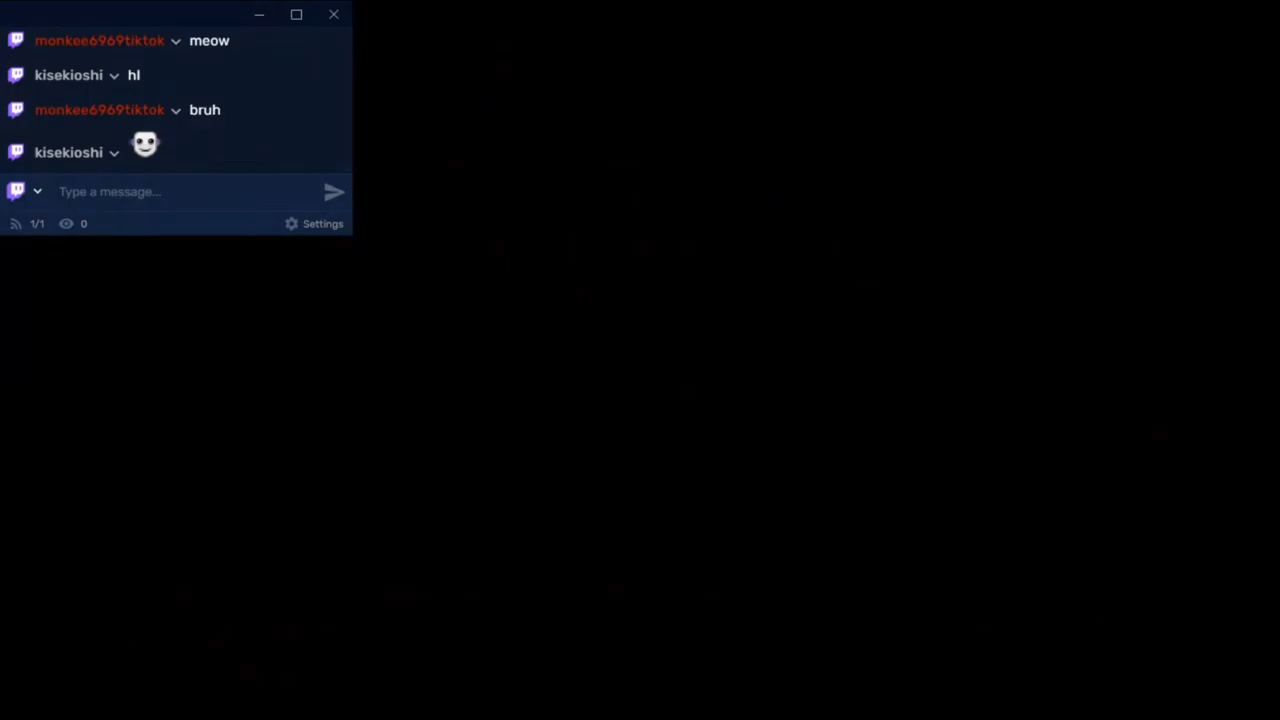 monkee6969tiktok meow
kisekioshi hI
monkee6969tiktok bruh
kisekioshi
Type a message...
1/1 0 Settings